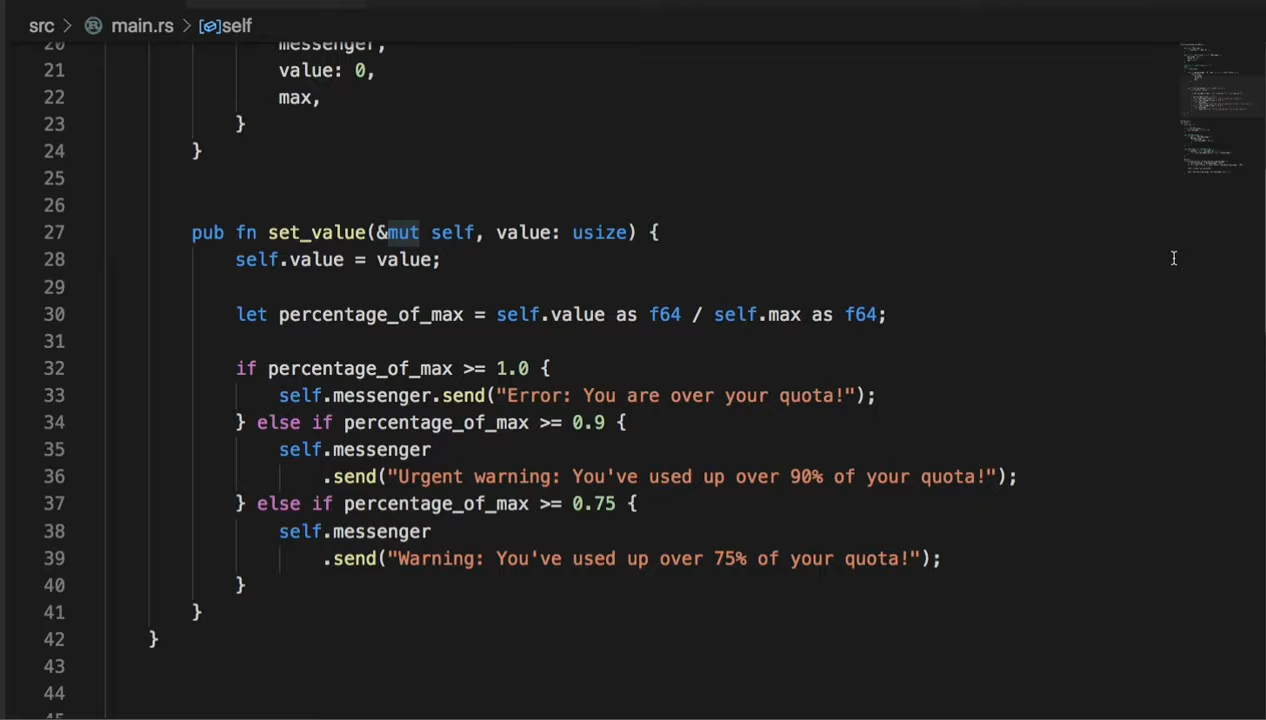 src > main.rs > self
20 messenger,
21 value: 0,
22 max,
23 }
24 }
25
26
27 pub fn set_value(&mut self, value: usize) {
28 self.value = value;
29
30 let percentage_of_max = self.value as f64 / self.max as f64;
31
32 if percentage_of_max >= 1.0 {
33 self.messenger.send("Error: You are over your quota!");
34 } else if percentage_of_max >= 0.9 {
35 self.messenger
36 .send("Urgent warning: You've used up over 90% of your quota!");
37 } else if percentage_of_max >= 0.75 {
38 self.messenger
39 .send("Warning: You've used up over 75% of your quota!");
40 }
41 }
42 }
43
44
45